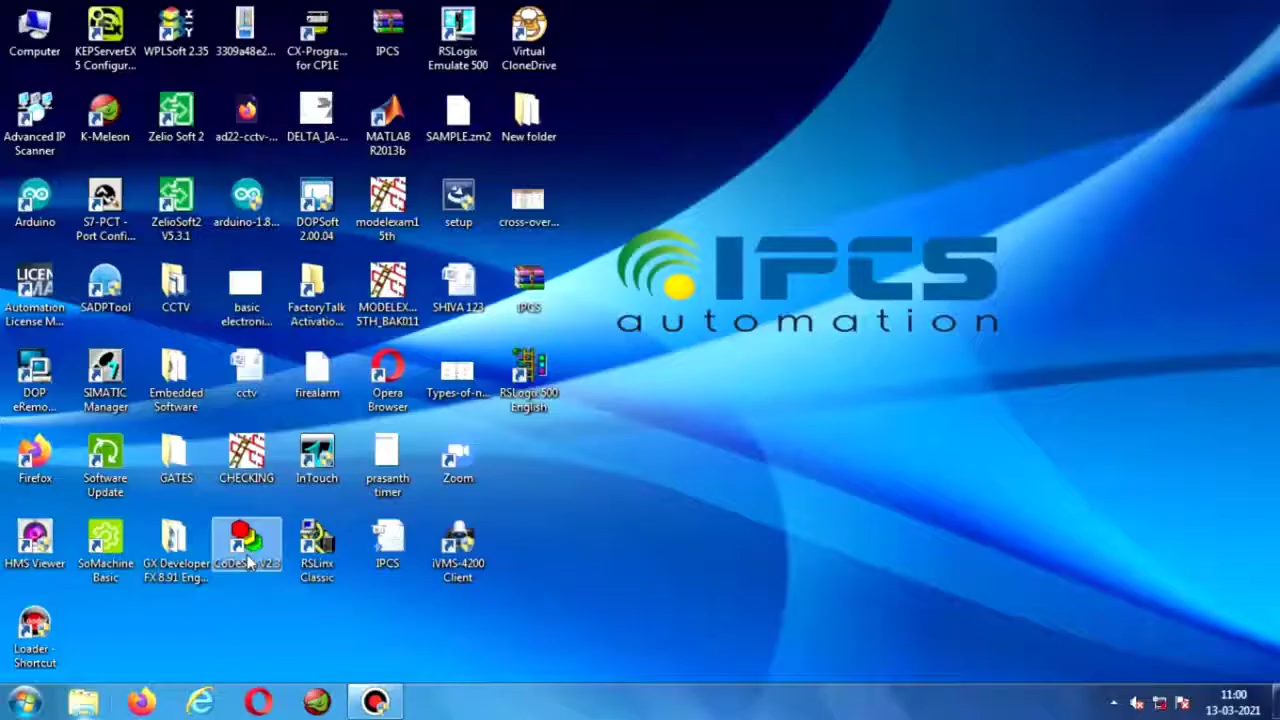 Computer
KEPServerEX 5 Configur...
WPLSoft 2.35
3309a48e2...
CX-Progra... for CP1E
IPCS
RSLogix Emulate 500
Virtual CloneDrive
Advanced IP Scanner
K-Meleon
Zelio Soft 2
ad22-cctv-...
DELTA_IA-...
MATLAB R2013b
SAMPLE.zm2
New folder
Arduino
S7-PCT - Port Confi...
ZelioSoft2 V5.3.1
arduino-1.8...
DOPSoft 2.00.04
modelexam1 5th
setup
cross-over...
Automation License M...
SADPTool
CCTV
basic electroni...
FactoryTalk Activatio...
MODELEX... 5TH_BAK011
SHIVA 123
IPCS
DOP eRemo...
SIMATIC Manager
Embedded Software
cctv
firealarm
Opera Browser
Types-of-n...
RSLogix 500 English
Firefox
Software Update
GATES
CHECKING
InTouch
prasanth timer
Zoom
HMS Viewer
SoMachine Basic
GX Developer FX 8.91 Eng...
CoDeSys V2.3
RSLinx Classic
IPCS
iVMS-4200 Client
Loader - Shortcut
IPCS
automation
11:00
13-03-2021